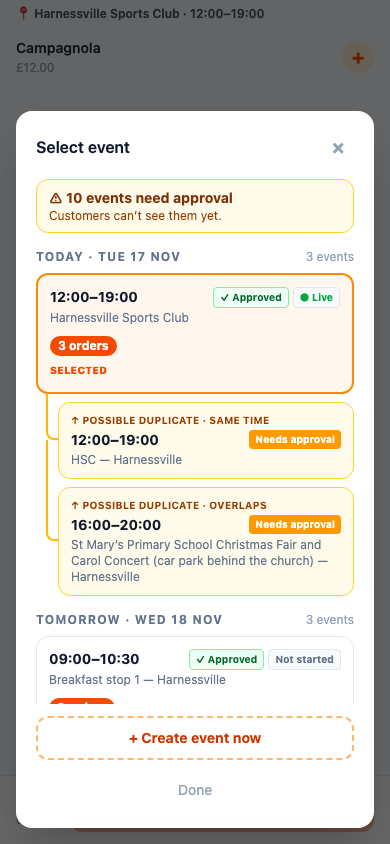 📍 Harnessville Sports Club · 12:00–19:00
Campagnola
£12.00
+
Select event
×
⚠ 10 events need approval
Customers can’t see them yet.
TODAY · TUE 17 NOV
3 events
12:00–19:00
✓ Approved
● Live
Harnessville Sports Club
3 orders
SELECTED
↑ POSSIBLE DUPLICATE · SAME TIME
12:00–19:00
Needs approval
HSC — Harnessville
↑ POSSIBLE DUPLICATE · OVERLAPS
16:00–20:00
Needs approval
St Mary’s Primary School Christmas Fair and
Carol Concert (car park behind the church) —
Harnessville
TOMORROW · WED 18 NOV
3 events
09:00–10:30
✓ Approved
Not started
Breakfast stop 1 — Harnessville
+ Create event now
Done